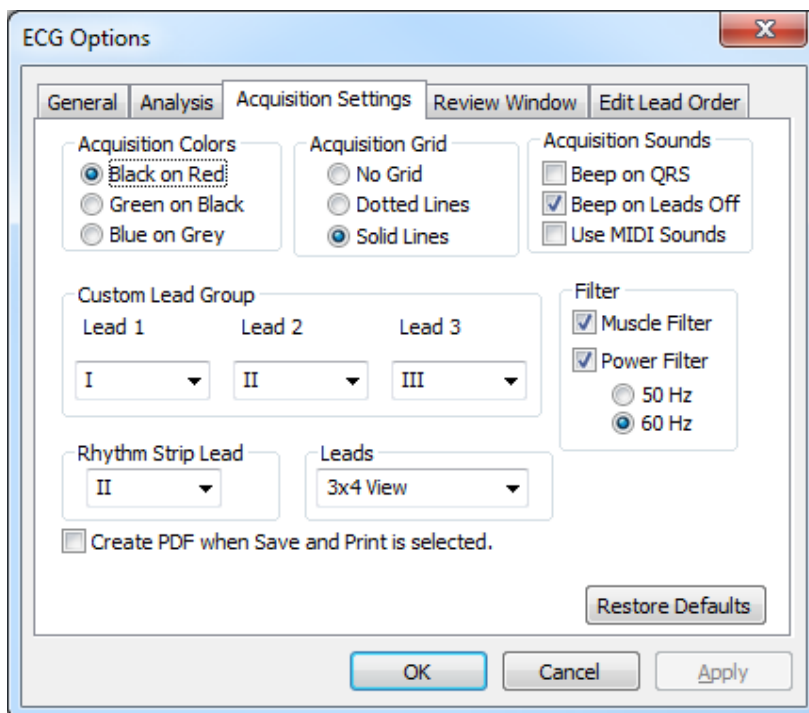 ECG Options
General Analysis Acquisition Settings Review Window Edit Lead Order
Acquisition Colors
Black on Red
Green on Black
Blue on Grey
Acquisition Grid
No Grid
Dotted Lines
Solid Lines
Acquisition Sounds
Beep on QRS
Beep on Leads Off
Use MIDI Sounds
Custom Lead Group
Lead 1 Lead 2 Lead 3
I II III
Filter
Muscle Filter
Power Filter
50 Hz
60 Hz
Rhythm Strip Lead
II
Leads
3x4 View
Create PDF when Save and Print is selected.
Restore Defaults
OK Cancel Apply